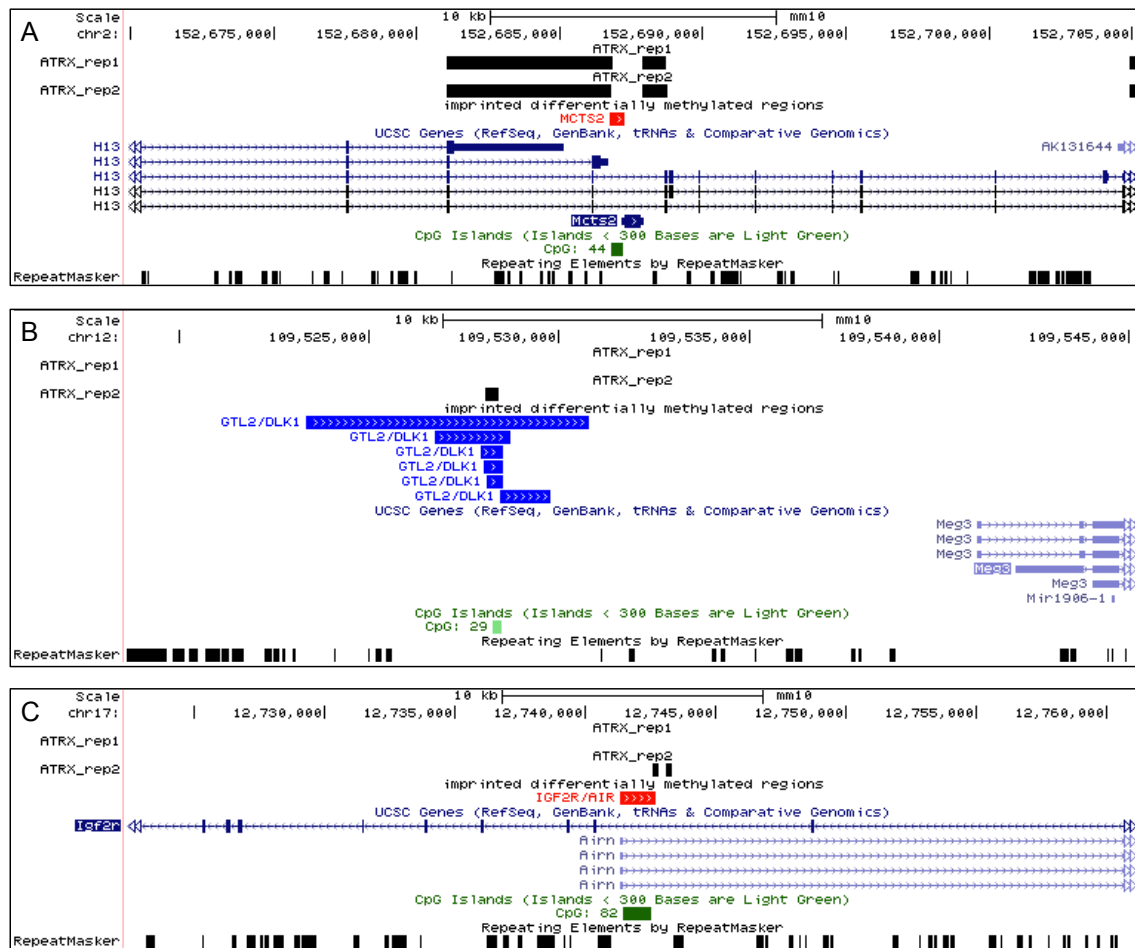 A
Scale 10 kb mm10
chr2: 152,675,000 152,680,000 152,685,000 152,690,000 152,695,000 152,700,000 152,705,000
ATRX_rep1
ATRX_rep1
ATRX_rep2
ATRX_rep2
imprinted differentially methylated regions
MCTS2
UCSC Genes (RefSeq, GenBank, tRNAs & Comparative Genomics)
H13 AK131644
H13
H13
H13
H13
Mcts2
CpG Islands (Islands < 300 Bases are Light Green)
CpG: 44
Repeating Elements by RepeatMasker
RepeatMasker
B
Scale 10 kb mm10
chr12: 109,525,000 109,530,000 109,535,000 109,540,000 109,545,000
ATRX_rep1
ATRX_rep1
ATRX_rep2
ATRX_rep2
imprinted differentially methylated regions
GTL2/DLK1
GTL2/DLK1
GTL2/DLK1
GTL2/DLK1
GTL2/DLK1
GTL2/DLK1
UCSC Genes (RefSeq, GenBank, tRNAs & Comparative Genomics)
Meg3
Meg3
Meg3
Meg3
Meg3
Mir1906-1
CpG Islands (Islands < 300 Bases are Light Green)
CpG: 29
Repeating Elements by RepeatMasker
RepeatMasker
C
Scale 10 kb mm10
chr17: 12,730,000 12,735,000 12,740,000 12,745,000 12,750,000 12,755,000 12,760,000
ATRX_rep1
ATRX_rep1
ATRX_rep2
ATRX_rep2
imprinted differentially methylated regions
IGF2R/AIR
UCSC Genes (RefSeq, GenBank, tRNAs & Comparative Genomics)
Igf2r
Airn
Airn
Airn
Airn
CpG Islands (Islands < 300 Bases are Light Green)
CpG: 82
Repeating Elements by RepeatMasker
RepeatMasker